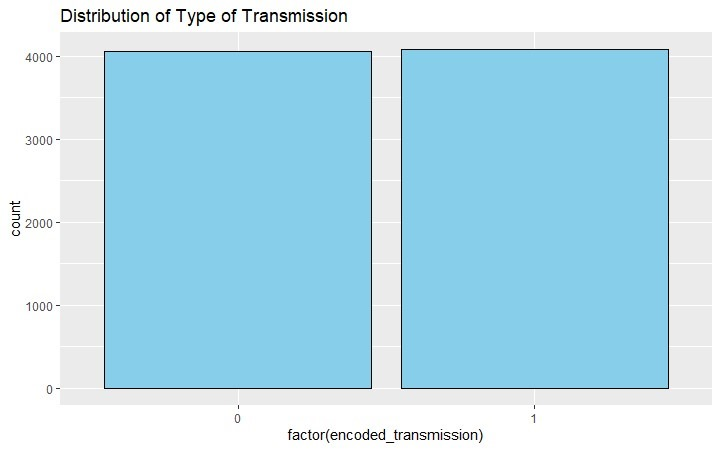 Distribution of Type of Transmission
4000
3000
2000
1000
0
count
0 1
factor(encoded_transmission)